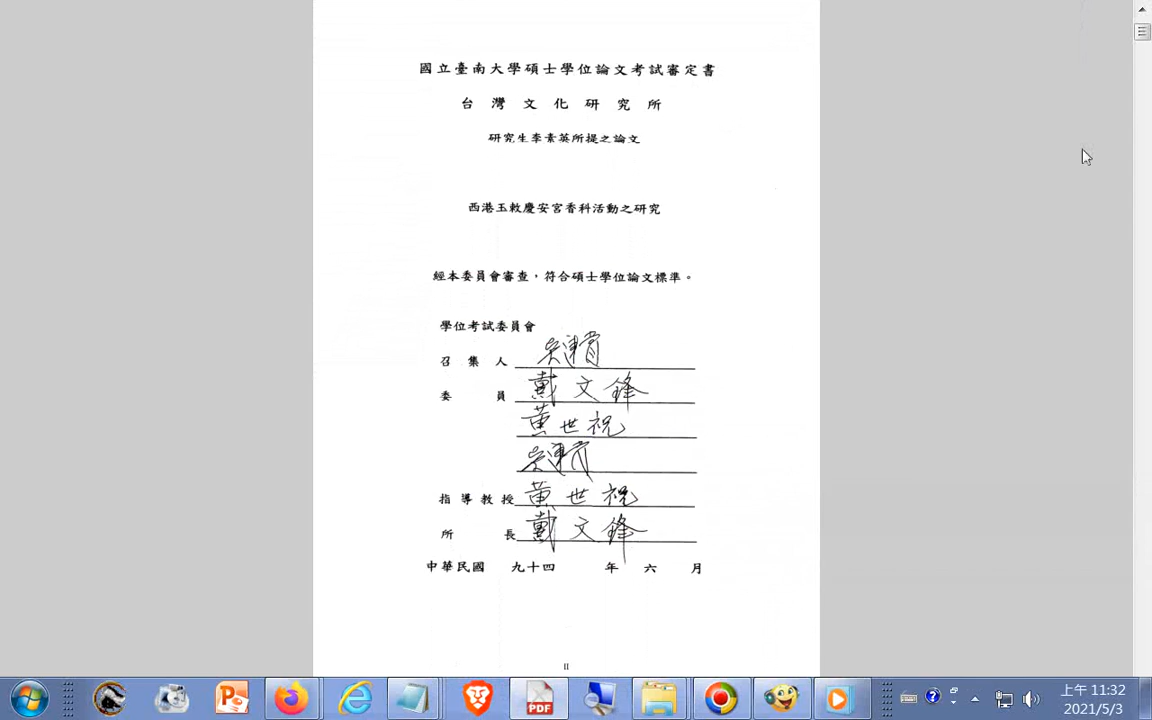 國立臺南大學碩士學位論文考試審定書
台灣文化研究所
研究生李素英所提之論文
西港玉敕慶安宮香科活動之研究
經本委員會審查，符合碩士學位論文標準。
學位考試委員會
召集人
委員 戴文鋒
黃世祝
指導教授 黃世祝
所長 戴文鋒
中華民國 九十四 年 六 月
II
上午 11:32
2021/5/3